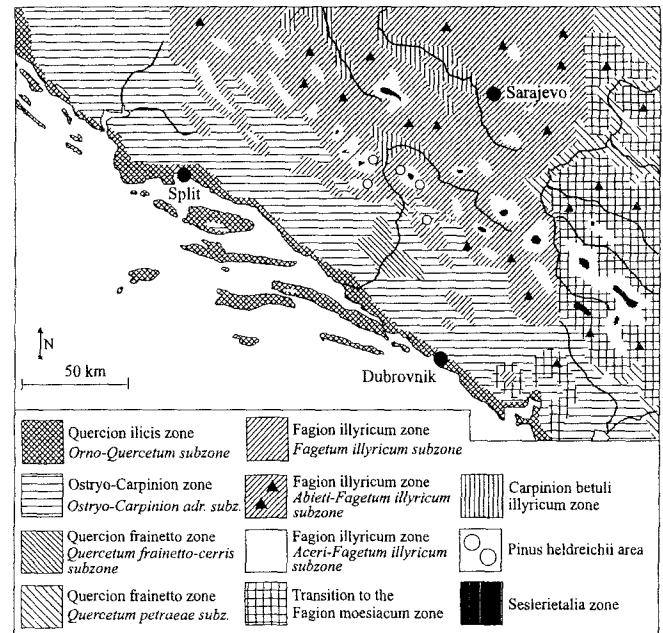 Sarajevo
Split
N
50 km
Dubrovnik
Quercion ilicis zone
Orno-Quercetum subzone
Ostryo-Carpinion zone
Ostryo-Carpinion adr. subz.
Quercion frainetto zone
Quercetum frainetto-cerris
subzone
Quercion frainetto zone
Quercetum petraeae subz.
Fagion illyricum zone
Fagetum illyricum subzone
Fagion illyricum zone
Abieti-Fagetum illyricum
subzone
Fagion illyricum zone
Aceri-Fagetum illyricum
subzone
Transition to the
Fagion moesiacum zone
Carpinion betuli
illyricum zone
Pinus heldreichii area
Seslerietalia zone